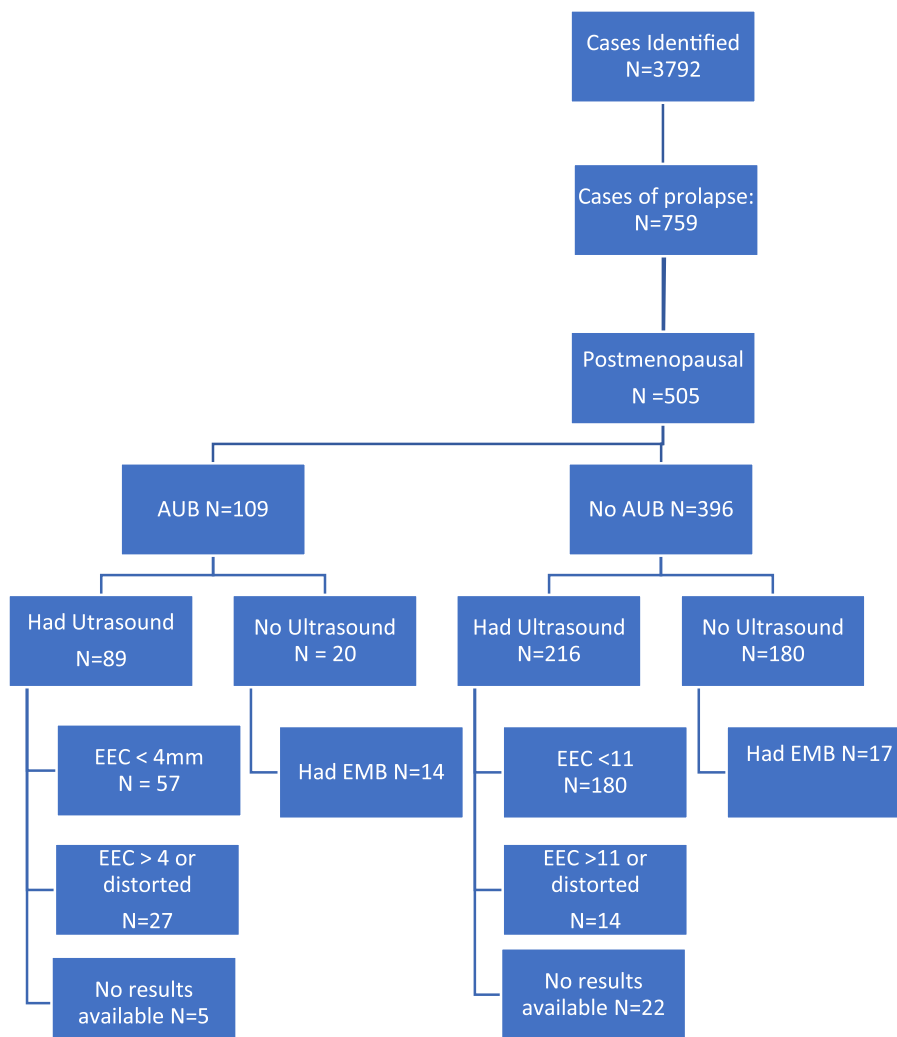 Cases Identified
N=3792
Cases of prolapse:
N=759
Postmenopausal
N =505
AUB N=109
No AUB N=396
Had Utrasound
N=89
No Ultrasound
N = 20
Had Ultrasound
N=216
No Ultrasound
N=180
EEC < 4mm
N = 57
Had EMB N=14
EEC <11
N=180
Had EMB N=17
EEC > 4 or
distorted
N=27
EEC >11 or
distorted
N=14
No results
available N=5
No results
available N=22